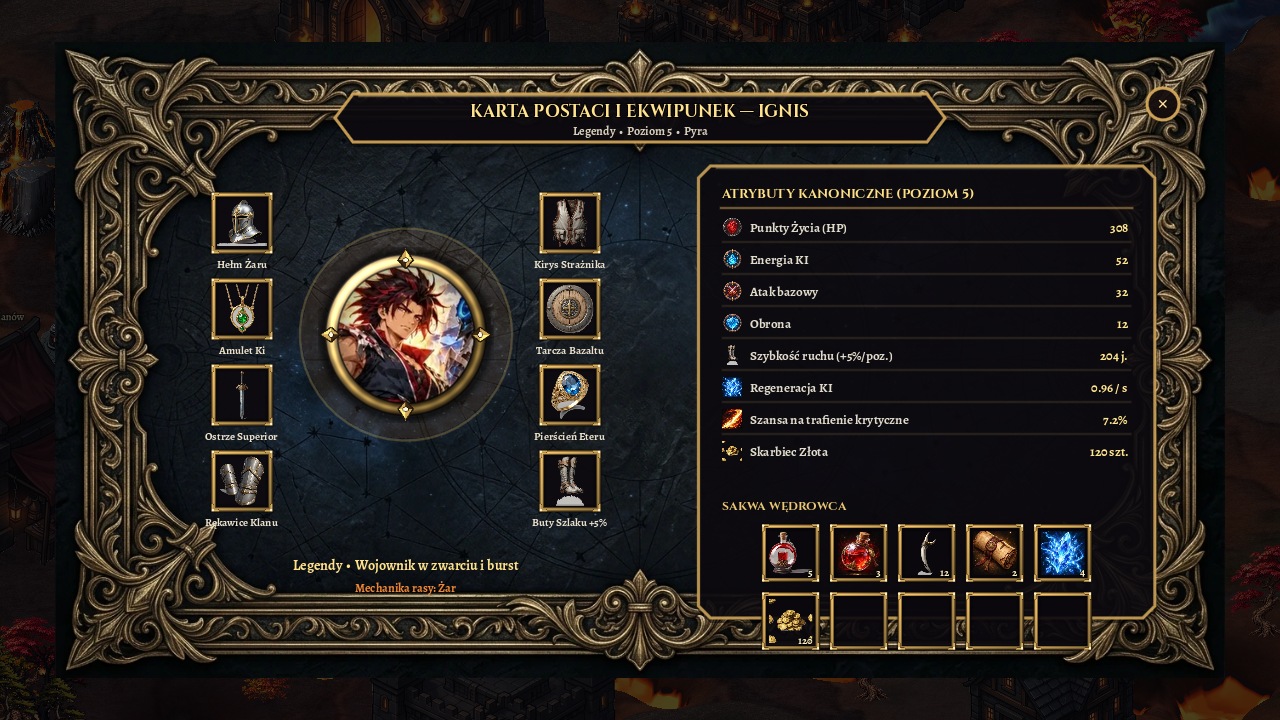 KARTA POSTACI I EKWIPUNEK — IGNIS
Legendy • Poziom 5 • Pyra
×
Hełm Żaru
Amulet Ki
Ostrze Superior
Rękawice Klanu
Kirys Strażnika
Tarcza Bazaltu
Pierścień Eteru
Buty Szlaku +5%
Legendy • Wojownik w zwarciu i burst
Mechanika rasy: Żar
ATRYBUTY KANONICZNE (POZIOM 5)
Punkty Życia (HP) 308
Energia KI 52
Atak bazowy 32
Obrona 12
Szybkość ruchu (+5%/poz.) 204 j.
Regeneracja KI 0.96 / s
Szansa na trafienie krytyczne 7.2%
Skarbiec Złota 120 szt.
SAKWA WĘDROWCA
5 3 12 2 4
120
anów